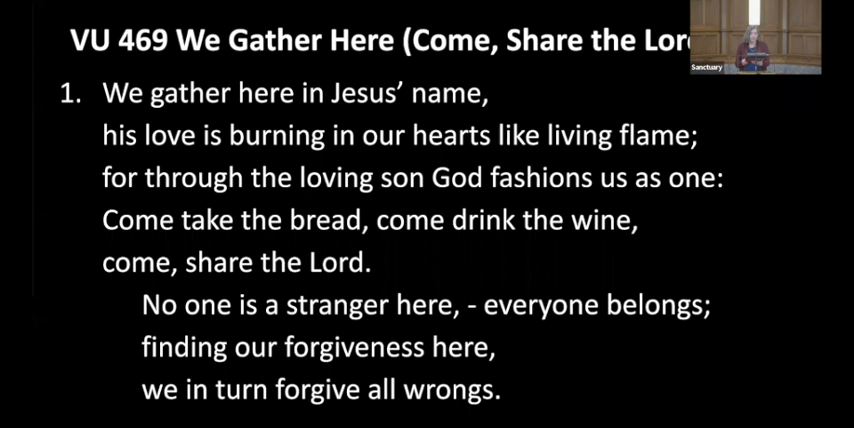 VU 469 We Gather Here (Come, Share the Lor
Sanctuary
1. We gather here in Jesus’ name,
his love is burning in our hearts like living flame;
for through the loving son God fashions us as one:
Come take the bread, come drink the wine,
come, share the Lord.
No one is a stranger here, - everyone belongs;
finding our forgiveness here,
we in turn forgive all wrongs.